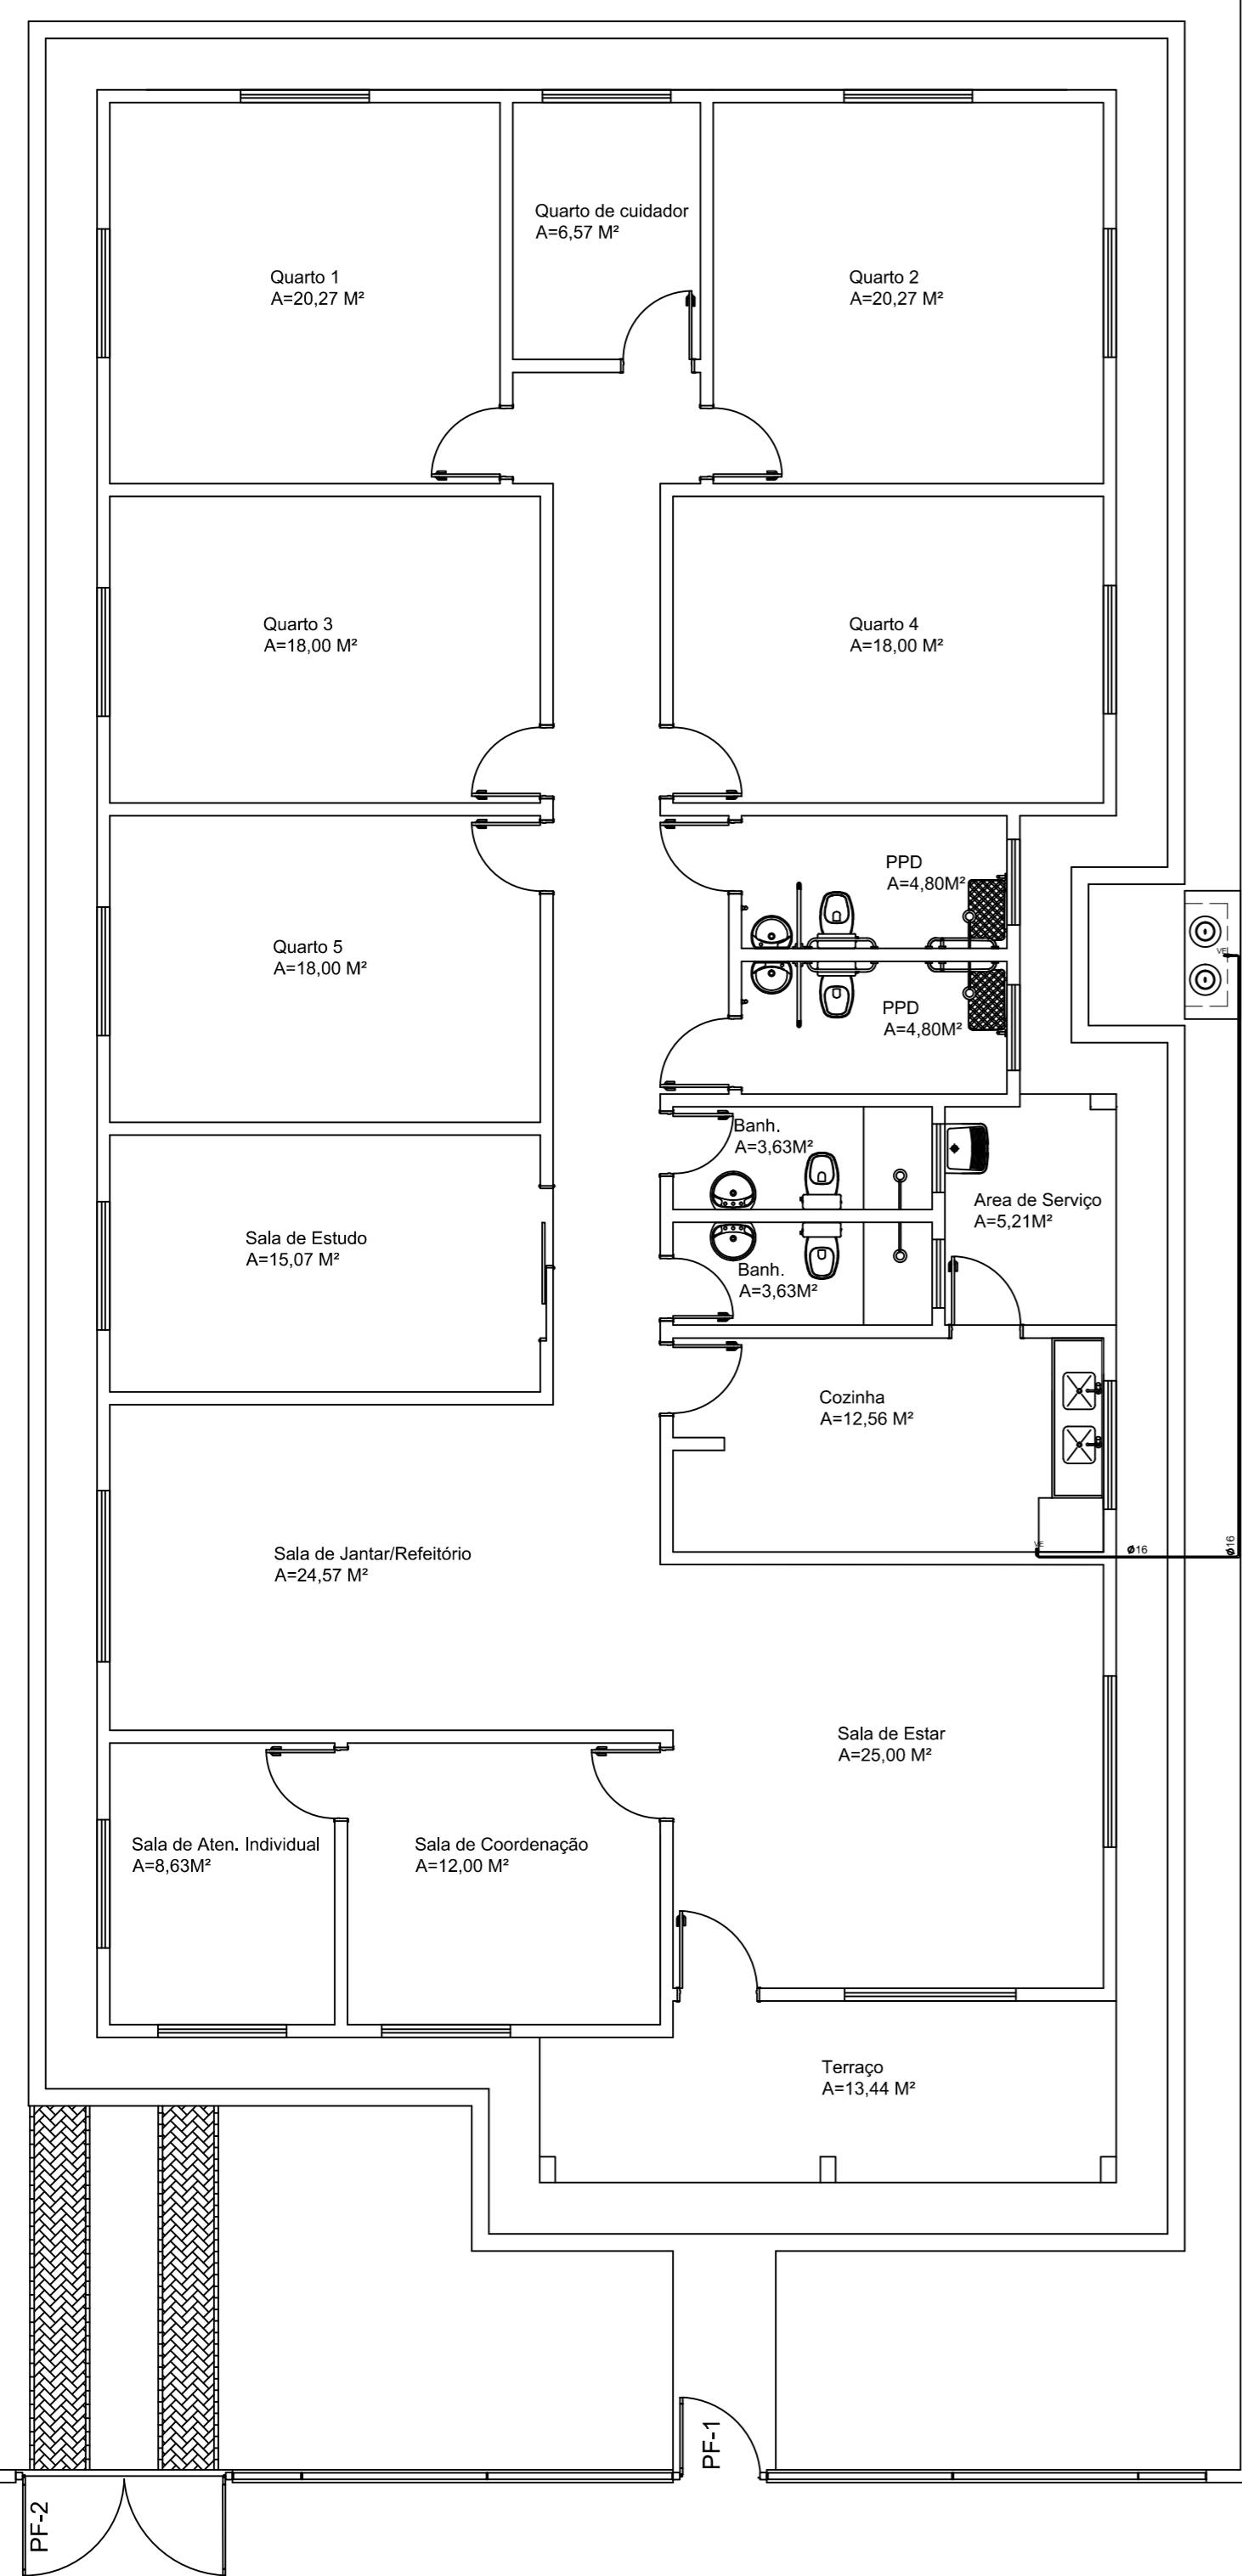 Quarto de cuidador
A=6,57 M²
Quarto 1
A=20,27 M²
Quarto 2
A=20,27 M²
Quarto 3
A=18,00 M²
Quarto 4
A=18,00 M²
PPD
A=4,80M²
Quarto 5
A=18,00 M²
VE
PPD
A=4,80M²
Banh.
A=3,63M²
Area de Serviço
A=5,21M²
Sala de Estudo
A=15,07 M²
Banh.
A=3,63M²
Cozinha
A=12,56 M²
Sala de Jantar/Refeitório
A=24,57 M²
VE
ø16
ø16
Sala de Estar
A=25,00 M²
Sala de Aten. Individual
A=8,63M²
Sala de Coordenação
A=12,00 M²
Terraço
A=13,44 M²
PF-1
PF-2